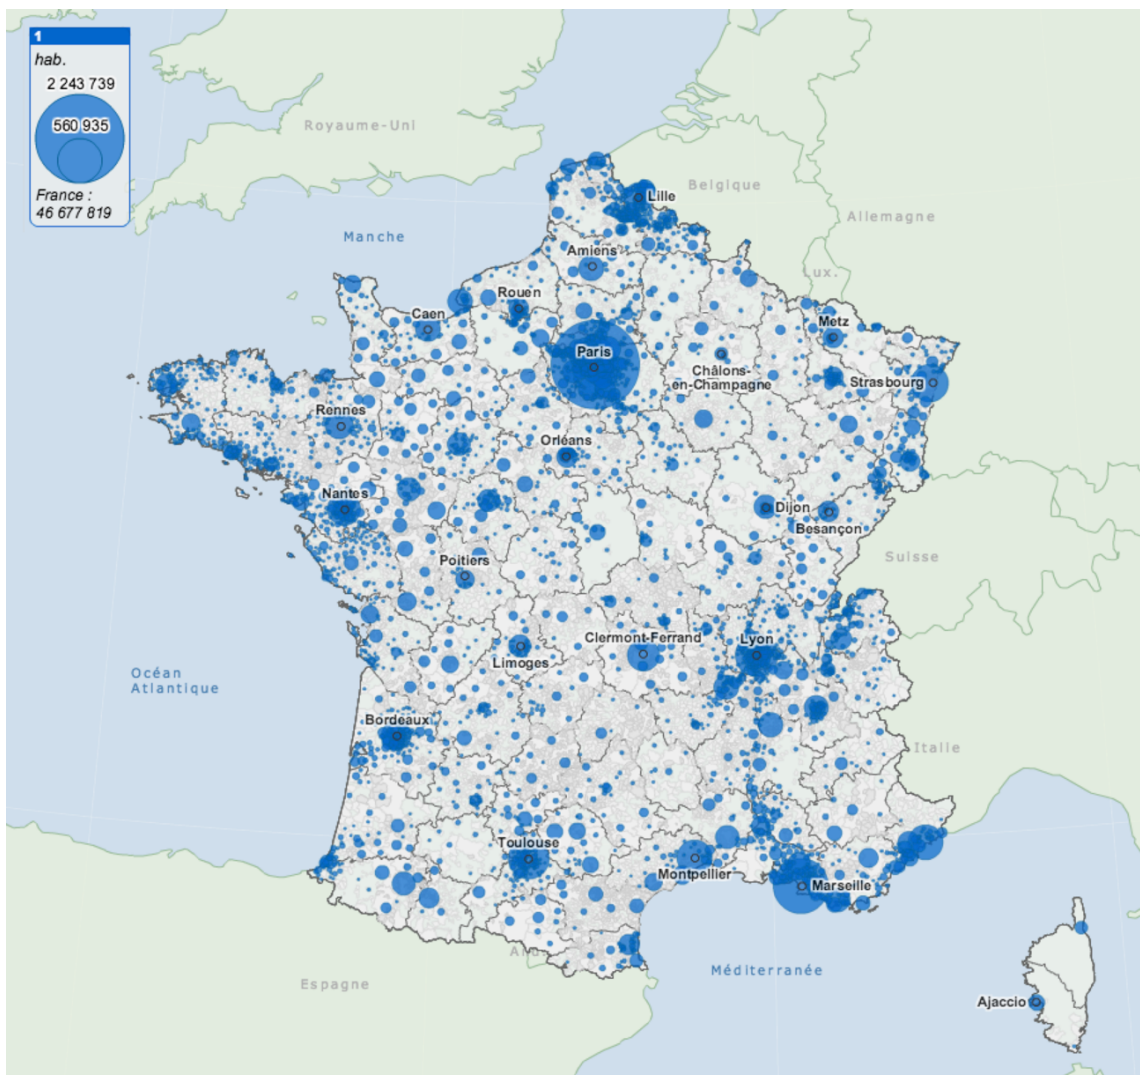 1
hab.
2 243 739
560 935
France :
46 677 819
Royaume-Uni
Belgique
Lille
Allemagne
Manche
Amiens
Lux.
Rouen
Caen
Metz
Paris
Châlons-
en-Champagne
Strasbourg
Rennes
Orléans
Nantes
Dijon
Besançon
Suisse
Poitiers
Clermont-Ferrand
Lyon
Limoges
Océan
Atlantique
Bordeaux
Italie
Toulouse
Montpellier
Marseille
Méditerranée
Espagne
Ajaccio